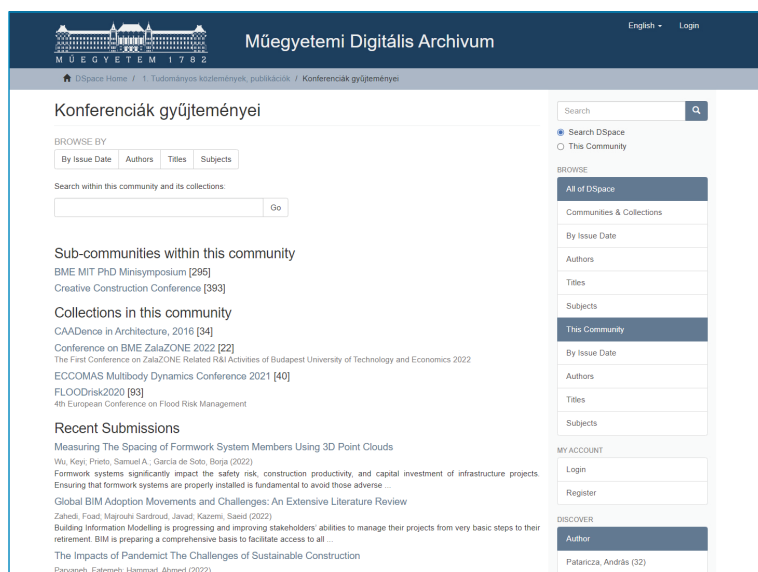 MŰEGYETEM 1782
Műegyetemi Digitális Archivum
English
Login
DSpace Home / 1. Tudományos közlemények, publikációk / Konferenciák gyűjteményei
Konferenciák gyűjteményei
BROWSE BY
By Issue Date Authors Titles Subjects
Search within this community and its collections:
Go
Sub-communities within this community
BME MIT PhD Minisymposium [295]
Creative Construction Conference [393]
Collections in this community
CAADence in Architecture, 2016 [34]
Conference on BME ZalaZONE 2022 [22]
The First Conference on ZalaZONE Related R&I Activities of Budapest University of Technology and Economics 2022
ECCOMAS Multibody Dynamics Conference 2021 [40]
FLOODrisk2020 [93]
4th European Conference on Flood Risk Management
Recent Submissions
Measuring The Spacing of Formwork System Members Using 3D Point Clouds
Wu, Keyi; Prieto, Samuel A.; García de Soto, Borja (2022)
Formwork systems significantly impact the safety risk, construction productivity, and capital investment of infrastructure projects.
Ensuring that formwork systems are properly installed is fundamental to avoid those adverse ...
Global BIM Adoption Movements and Challenges: An Extensive Literature Review
Zahedi, Foad; Majrouhi Sardroud, Javad; Kazemi, Saeid (2022)
Building Information Modelling is progressing and improving stakeholders' abilities to manage their projects from very basic steps to their
retirement. BIM is preparing a comprehensive basis to facilitate access to all ...
The Impacts of Pandemict The Challenges of Sustainable Construction
Parvaneh, Fatemeh; Hammad, Ahmed (2022)
Search
Search DSpace
This Community
BROWSE
All of DSpace
Communities & Collections
By Issue Date
Authors
Titles
Subjects
This Community
By Issue Date
Authors
Titles
Subjects
MY ACCOUNT
Login
Register
DISCOVER
Author
Pataricza, András (32)